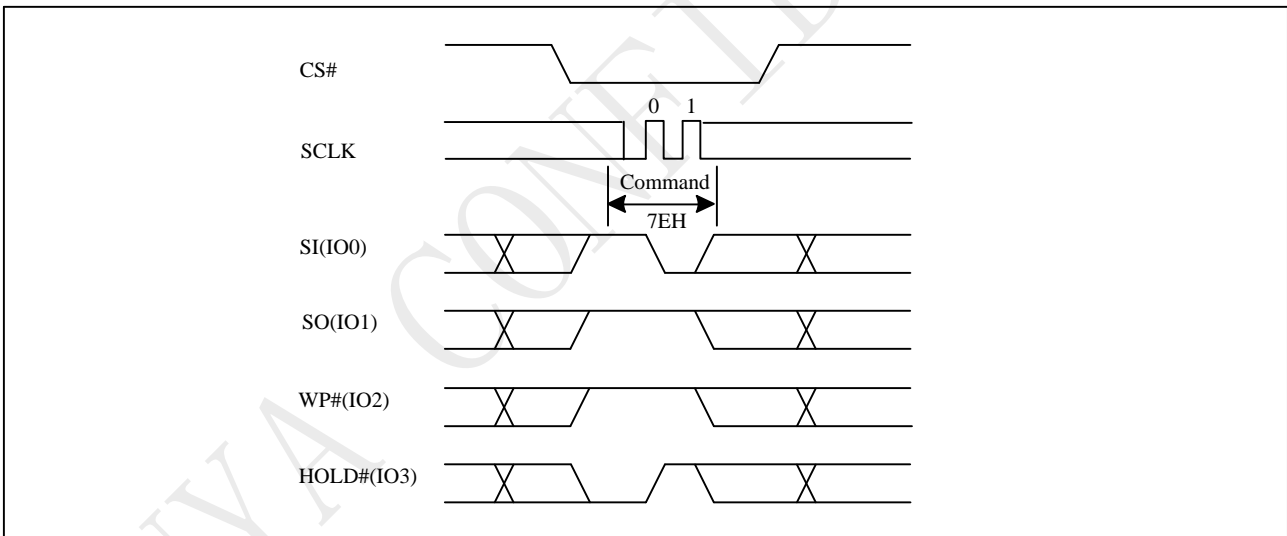 CS#
0 1
SCLK
Command
7EH
SI(IO0)
SO(IO1)
WP#(IO2)
HOLD#(IO3)